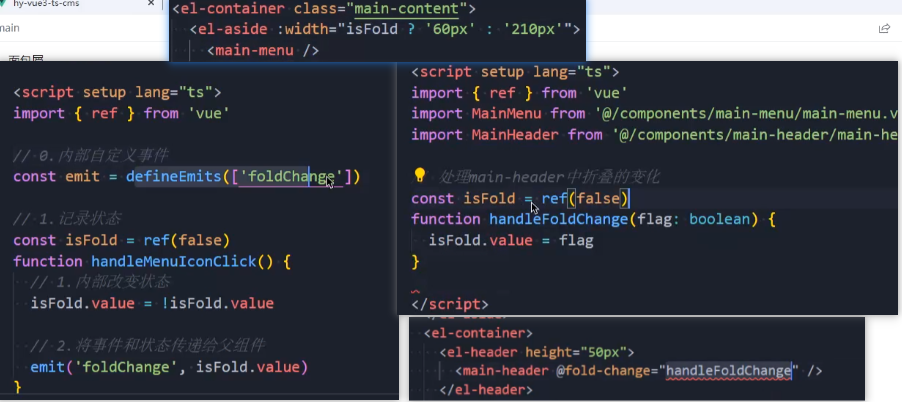 hy-vue3-ts-cms
main
<el-container class="main-content">
<el-aside :width="isFold ? '60px' : '210px'">
<main-menu />
<script setup lang="ts">
import { ref } from 'vue'
// 0.内部自定义事件
const emit = defineEmits(['foldChange'])
// 1.记录状态
const isFold = ref(false)
function handleMenuIconClick() {
// 1.内部改变状态
isFold.value = !isFold.value
// 2.将事件和状态传递给父组件
emit('foldChange', isFold.value)
}
<script setup lang="ts">
import { ref } from 'vue'
import MainMenu from '@/components/main-menu/main-menu.v
import MainHeader from '@/components/main-header/main-he
处理main-header中折叠的变化
const isFold = ref(false)
function handleFoldChange(flag: boolean) {
isFold.value = flag
}
</script>
<el-container>
<el-header height="50px">
<main-header @fold-change="handleFoldChange" />
</el-header>